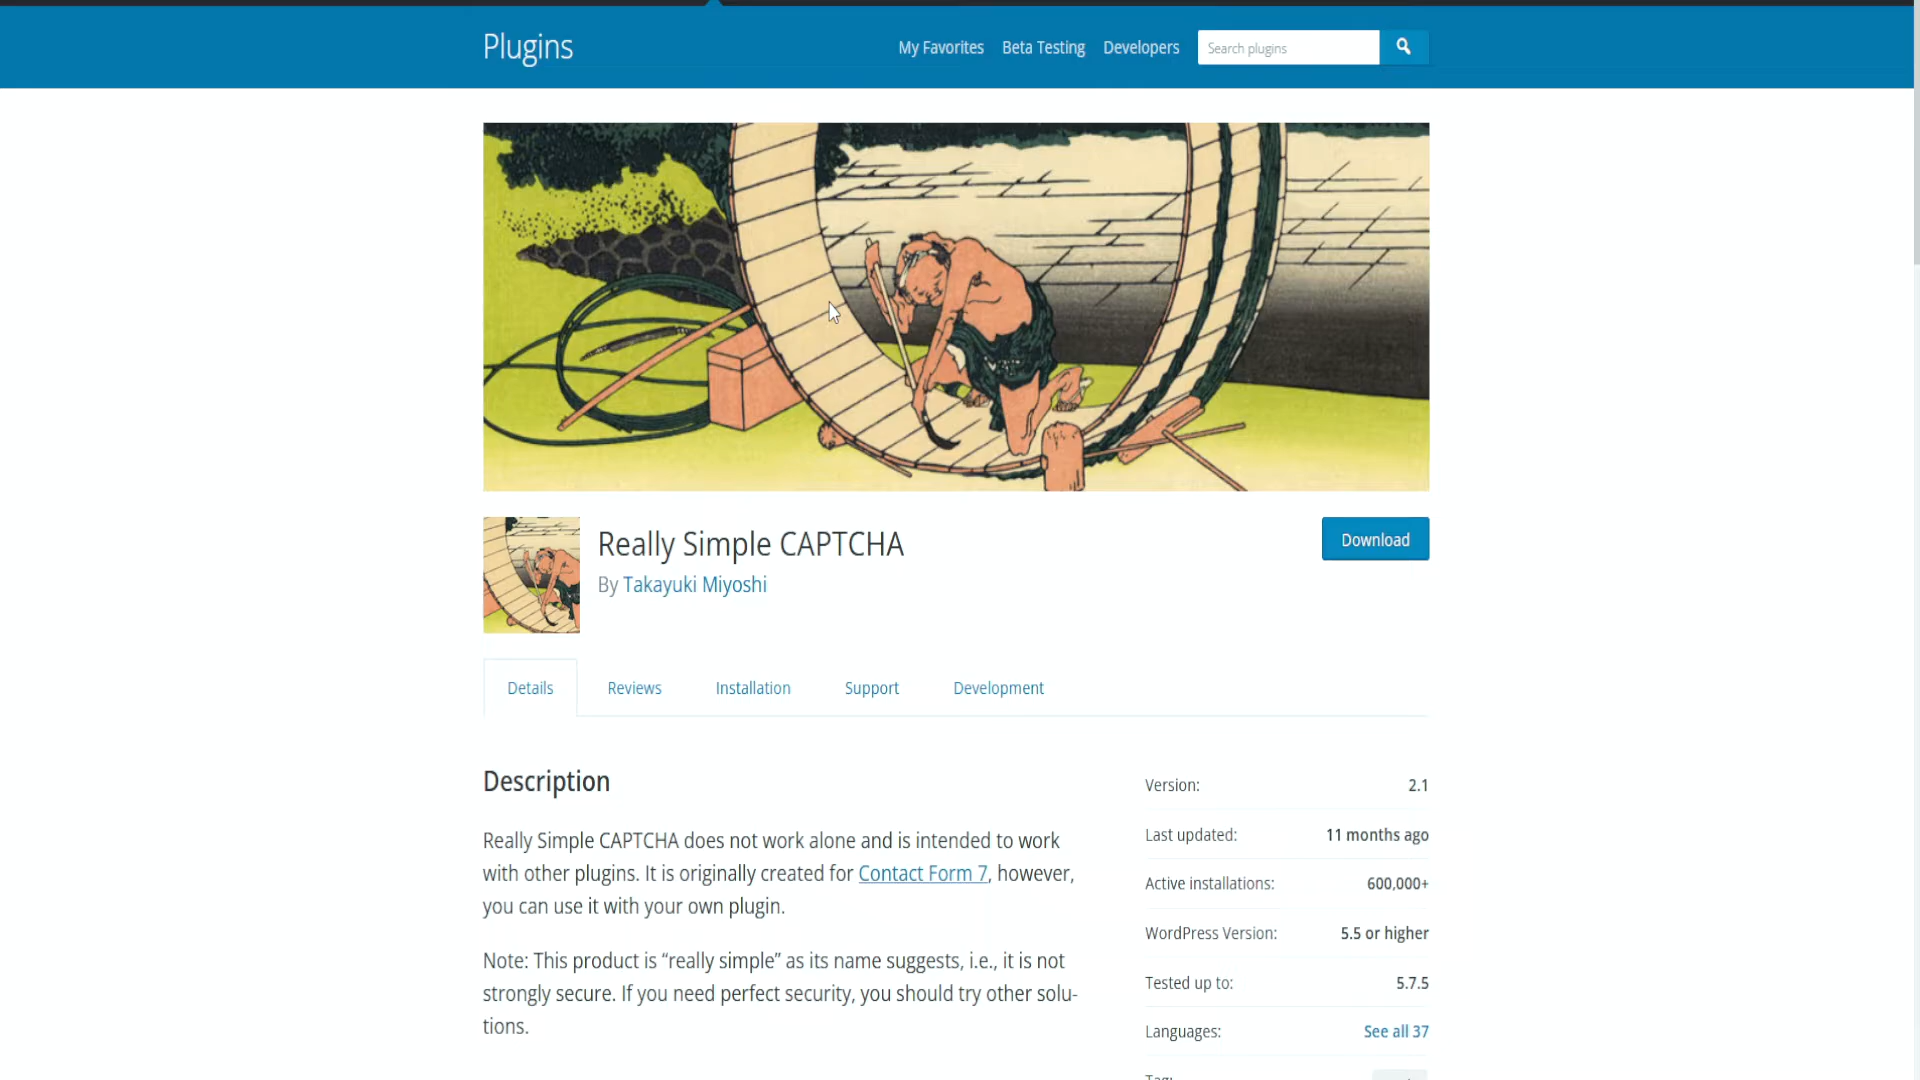 Plugins
My Favorites Beta Testing Developers Search plugins
Really Simple CAPTCHA
Download
By Takayuki Miyoshi
Details Reviews Installation Support Development
Description
Really Simple CAPTCHA does not work alone and is intended to work
with other plugins. It is originally created for Contact Form 7, however,
you can use it with your own plugin.
Note: This product is “really simple” as its name suggests, i.e., it is not
strongly secure. If you need perfect security, you should try other solu-
tions.
Version: 2.1
Last updated: 11 months ago
Active installations: 600,000+
WordPress Version: 5.5 or higher
Tested up to: 5.7.5
Languages: See all 37